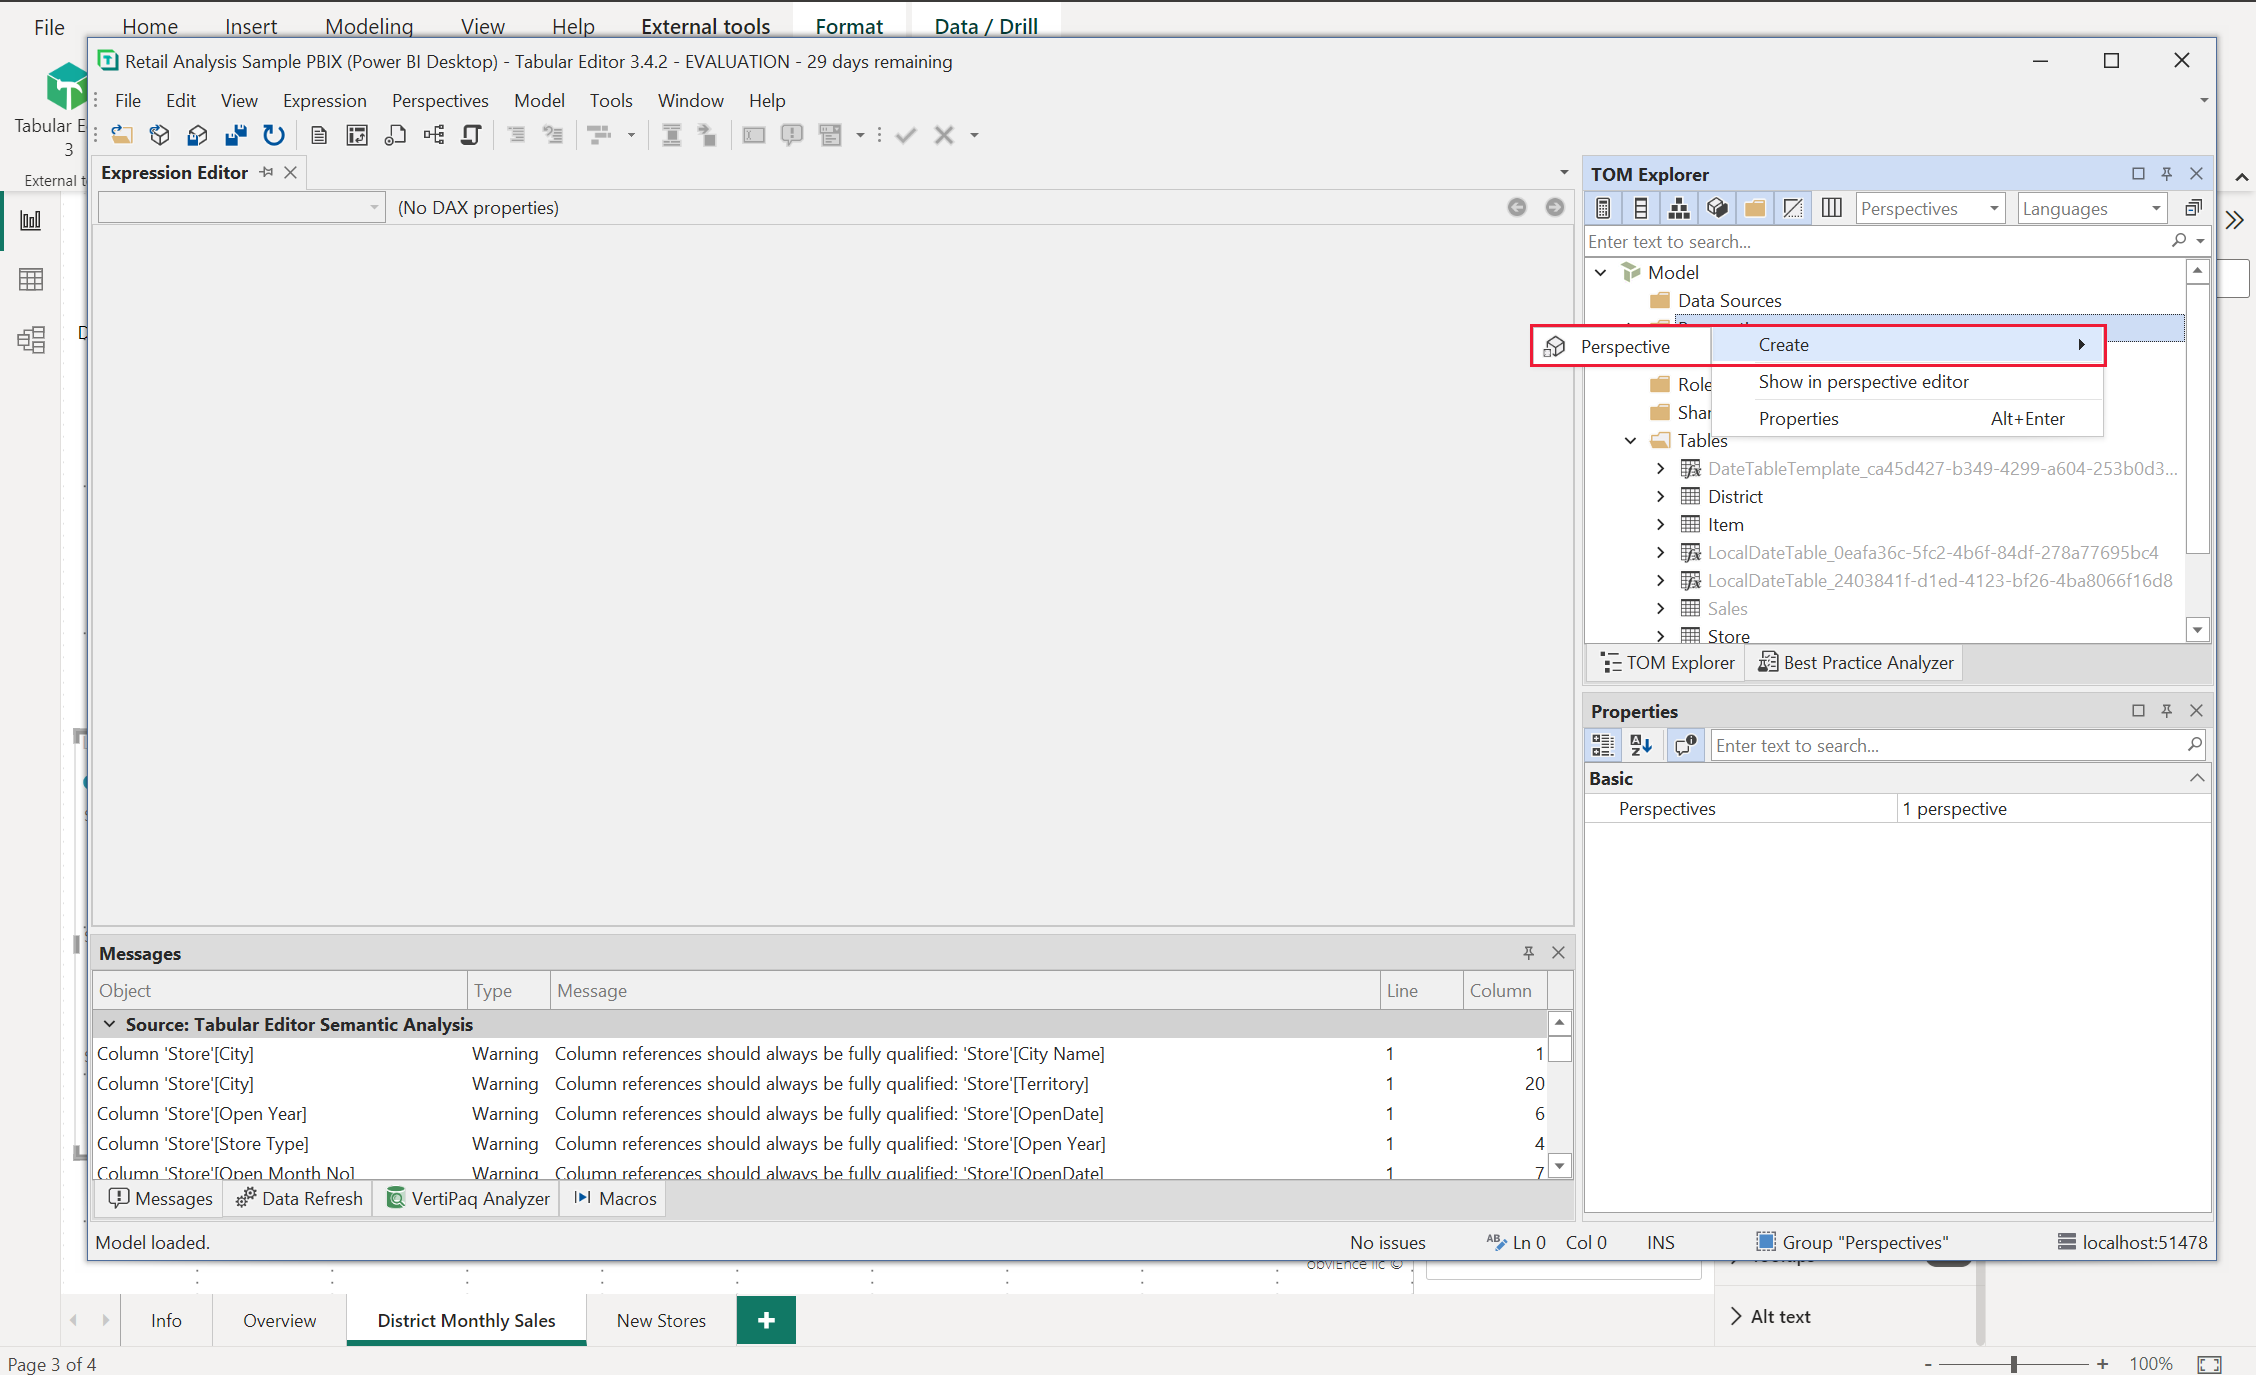 File Home Insert Modeling View Help External tools Format Data / Drill
Retail Analysis Sample PBIX (Power BI Desktop) - Tabular Editor 3.4.2 - EVALUATION - 29 days remaining
File Edit View Expression Perspectives Model Tools Window Help
Tabular E
3
External t
Expression Editor
(No DAX properties)
TOM Explorer
Perspectives Languages
Enter text to search...
Model
Data Sources
Perspective Create
Show in perspective editor
Properties Alt+Enter
Role
Shar
Tables
DateTableTemplate_ca45d427-b349-4299-a604-253b0d3...
District
Item
LocalDateTable_0eafa36c-5fc2-4b6f-84df-278a77695bc4
LocalDateTable_2403841f-d1ed-4123-bf26-4ba8066f16d8
Sales
Store
TOM Explorer Best Practice Analyzer
Properties
Enter text to search...
Basic
Perspectives 1 perspective
Messages
Object Type Message Line Column
Source: Tabular Editor Semantic Analysis
Column 'Store'[City] Warning Column references should always be fully qualified: 'Store'[City Name] 1 1
Column 'Store'[City] Warning Column references should always be fully qualified: 'Store'[Territory] 1 20
Column 'Store'[Open Year] Warning Column references should always be fully qualified: 'Store'[OpenDate] 1 6
Column 'Store'[Store Type] Warning Column references should always be fully qualified: 'Store'[Open Year] 1 4
Column 'Store'[Open Month No] Warning Column references should always be fully qualified: 'Store'[OpenDate] 1 7
Messages Data Refresh VertiPaq Analyzer Macros
Model loaded. No issues Ln 0 Col 0 INS Group "Perspectives" localhost:51478
obviEnce llc ©
Info Overview District Monthly Sales New Stores +
Alt text
Page 3 of 4 - + 100%